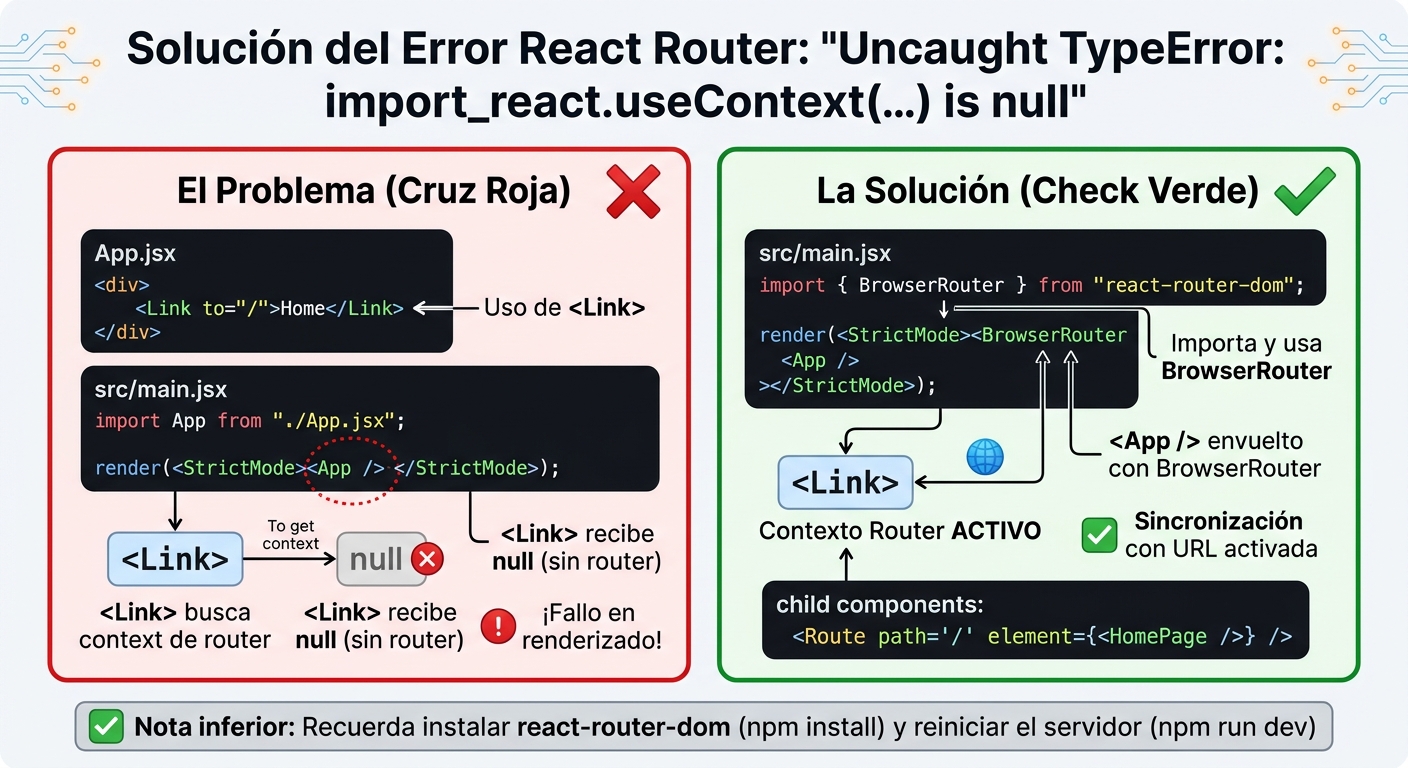 Solución del Error React Router: "Uncaught TypeError:
import_react.useContext(...) is null"
El Problema (Cruz Roja)
App.jsx
<div>
<Link to="/">Home</Link>
</div>
Uso de <Link>
src/main.jsx
import App from "./App.jsx";
render(<StrictMode><App /> </StrictMode>);
<Link>
To get
context
null
<Link> recibe
null (sin router)
<Link> busca
context de router
<Link> recibe
null (sin router)
¡Fallo en
renderizado!
La Solución (Check Verde)
src/main.jsx
import { BrowserRouter } from "react-router-dom";
render(<StrictMode><BrowserRouter
<App />
></StrictMode>);
Importa y usa
BrowserRouter
<App /> envuelto
con BrowserRouter
<Link>
Contexto Router ACTIVO
Sincronización
con URL activada
child components:
<Route path='/' element={<HomePage />} />
Nota inferior: Recuerda instalar react-router-dom (npm install) y reiniciar el servidor (npm run dev)